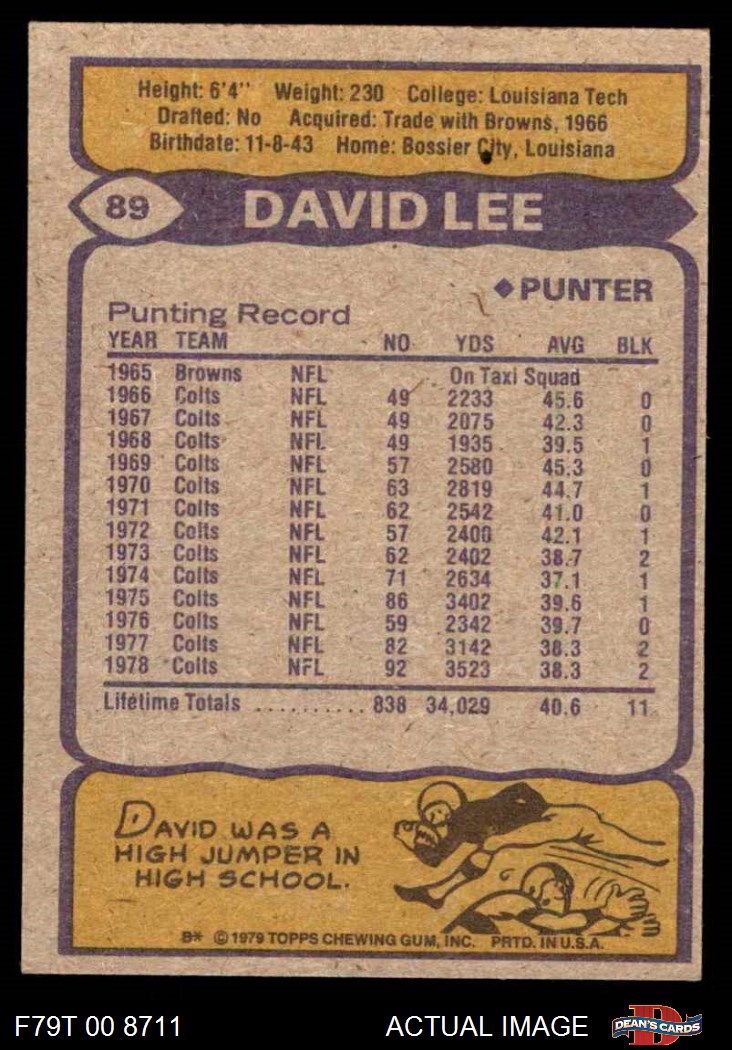 Height: 6'4" Weight: 230 College: Louisiana Tech
Drafted: No Acquired: Trade with Browns, 1966
Birthdate: 11-8-43 Home: Bossier City, Louisiana
89 DAVID LEE
◆PUNTER
Punting Record
YEAR TEAM NO YDS AVG BLK
1965 Browns NFL On Taxi Squad
1966 Colts NFL 49 2233 45.6 0
1967 Colts NFL 49 2075 42.3 0
1968 Colts NFL 49 1935 39.5 1
1969 Colts NFL 57 2580 45.3 0
1970 Colts NFL 63 2819 44.7 1
1971 Colts NFL 62 2542 41.0 0
1972 Colts NFL 57 2400 42.1 1
1973 Colts NFL 62 2402 38.7 2
1974 Colts NFL 71 2634 37.1 1
1975 Colts NFL 86 3402 39.6 1
1976 Colts NFL 59 2342 39.7 0
1977 Colts NFL 82 3142 38.3 2
1978 Colts NFL 92 3523 38.3 2
Lifetime Totals .......... 838 34,029 40.6 11
DAVID WAS A
HIGH JUMPER IN
HIGH SCHOOL.
B* © 1979 TOPPS CHEWING GUM, INC. PRTD. IN U.S.A.
F79T 00 8711 ACTUAL IMAGE D DEAN'S CARDS